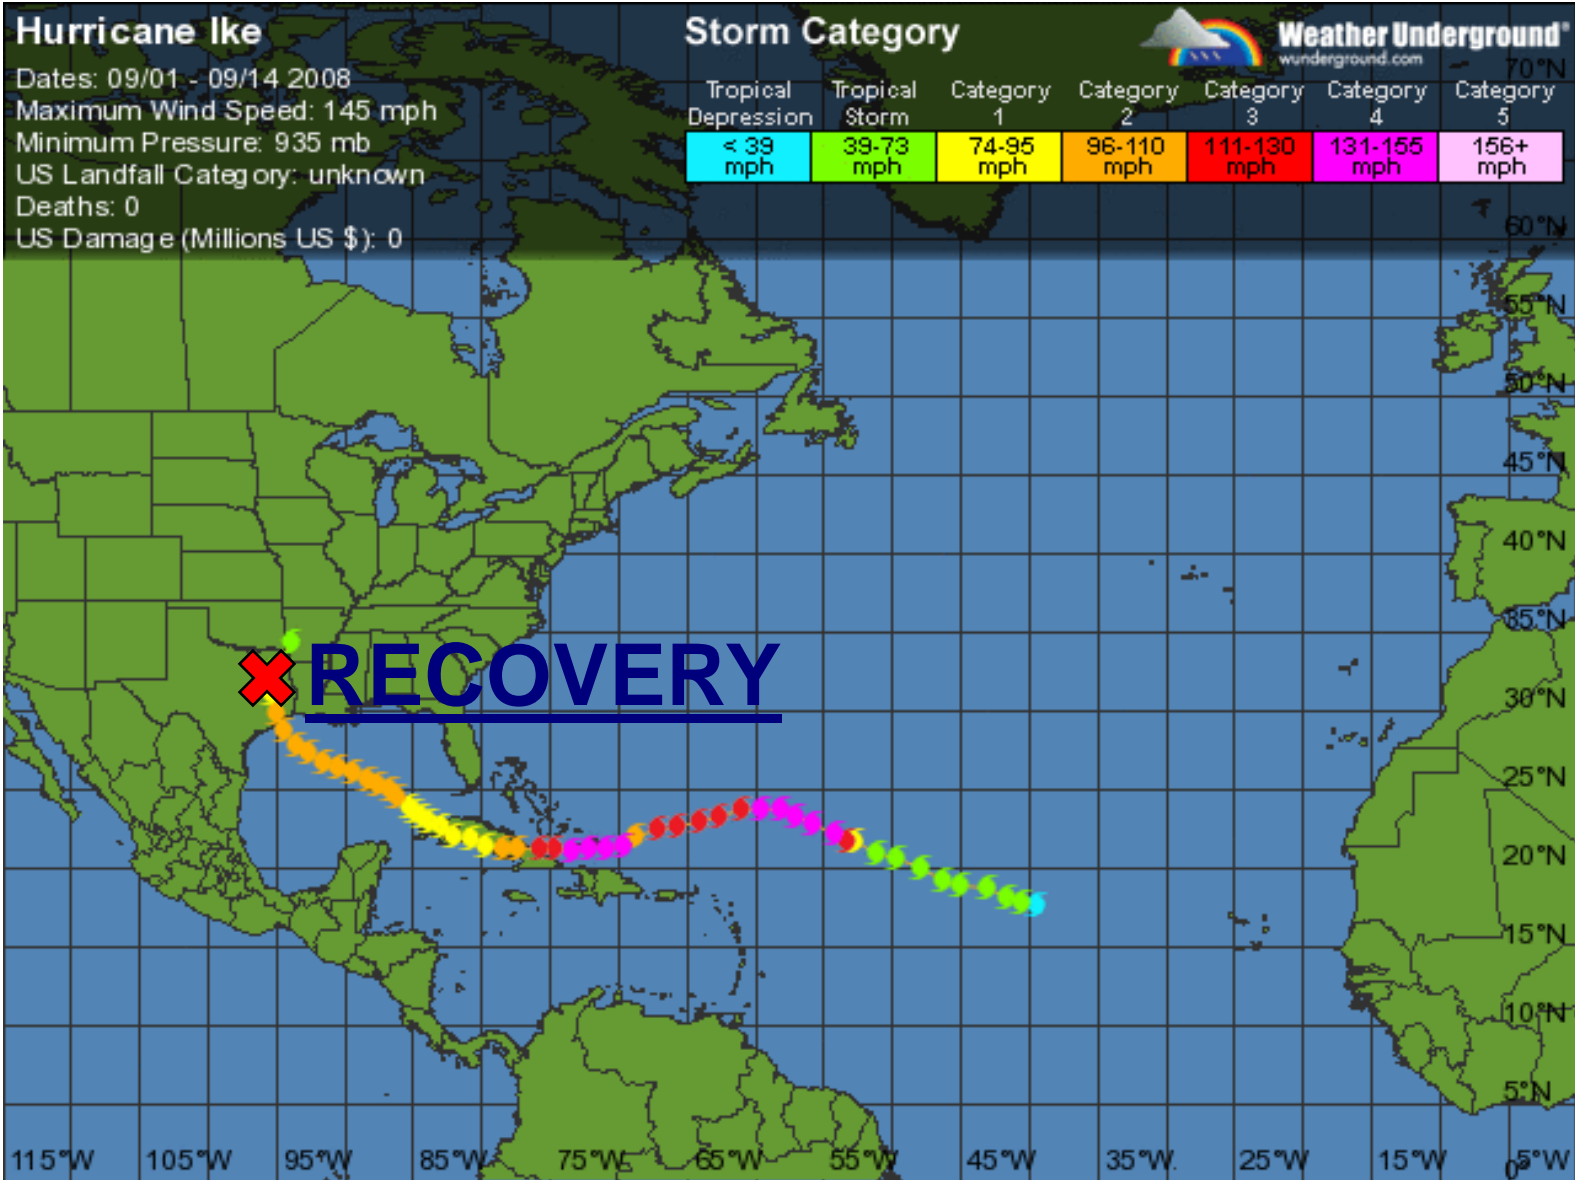 Hurricane Ike
Dates: 09/01 - 09/14 2008
Maximum Wind Speed: 145 mph
Minimum Pressure: 935 mb
US Landfall Category: unknown
Deaths: 0
US Damage (Millions US $): 0
Storm Category
Weather Underground®
wunderground.com
Tropical Depression
< 39 mph
Tropical Storm
39-73 mph
Category 1
74-95 mph
Category 2
96-110 mph
Category 3
111-130 mph
Category 4
131-155 mph
Category 5
156+ mph
70°N
60°N
55°N
50°N
45°N
40°N
35°N
RECOVERY
30°N
25°N
20°N
15°N
10°N
5°N
0°
115°W 105°W 95°W 85°W 75°W 65°W 55°W 45°W 35°W 25°W 15°W 5°W